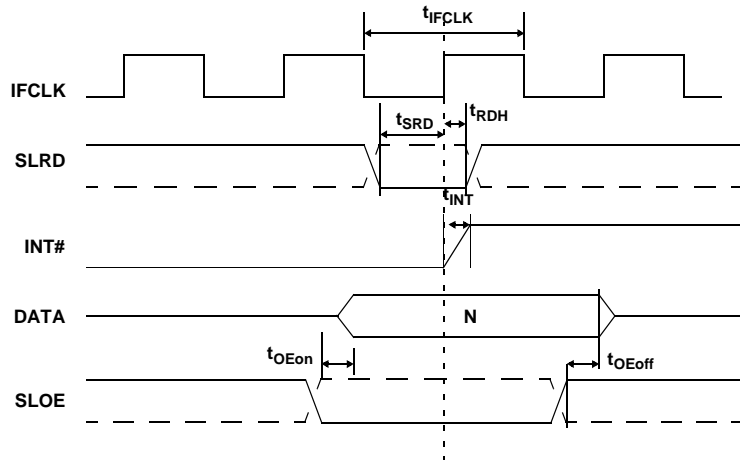 tIFCLK
IFCLK
tSRD
tRDH
SLRD
tINT
INT#
DATA
N
tOEon
tOEoff
SLOE